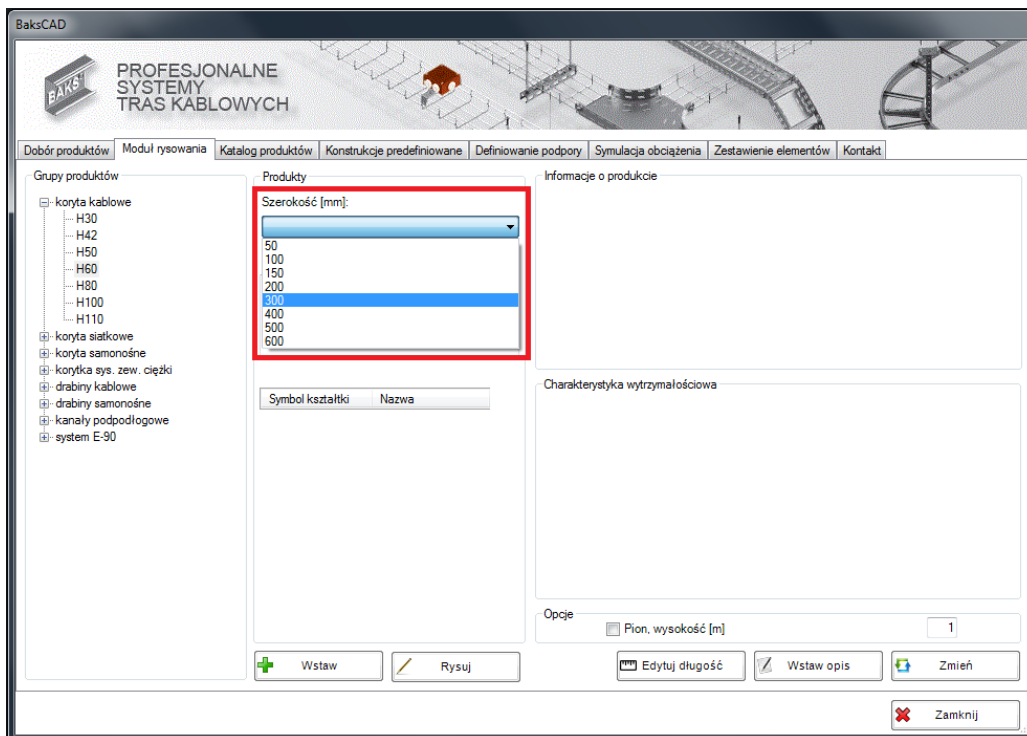 BaksCAD
BAKS
PROFESJONALNE
SYSTEMY
TRAS KABLOWYCH
Dobór produktów Moduł rysowania Katalog produktów Konstrukcje predefiniowane Definiowanie podpory Symulacja obciążenia Zestawienie elementów Kontakt
Grupy produktów
koryta kablowe
H30
H42
H50
H60
H80
H100
H110
koryta siatkowe
koryta samonośne
korytka sys. zew. ciężki
drabiny kablowe
drabiny samonośne
kanały podpodłogowe
system E-90
Produkty
Szerokość [mm]:
50
100
150
200
300
400
500
600
Symbol kształtki Nazwa
Informacje o produkcie
Charakterystyka wytrzymałościowa
Opcje
Pion, wysokość [m] 1
Wstaw Rysuj Edytuj długość Wstaw opis Zmień
Zamknij